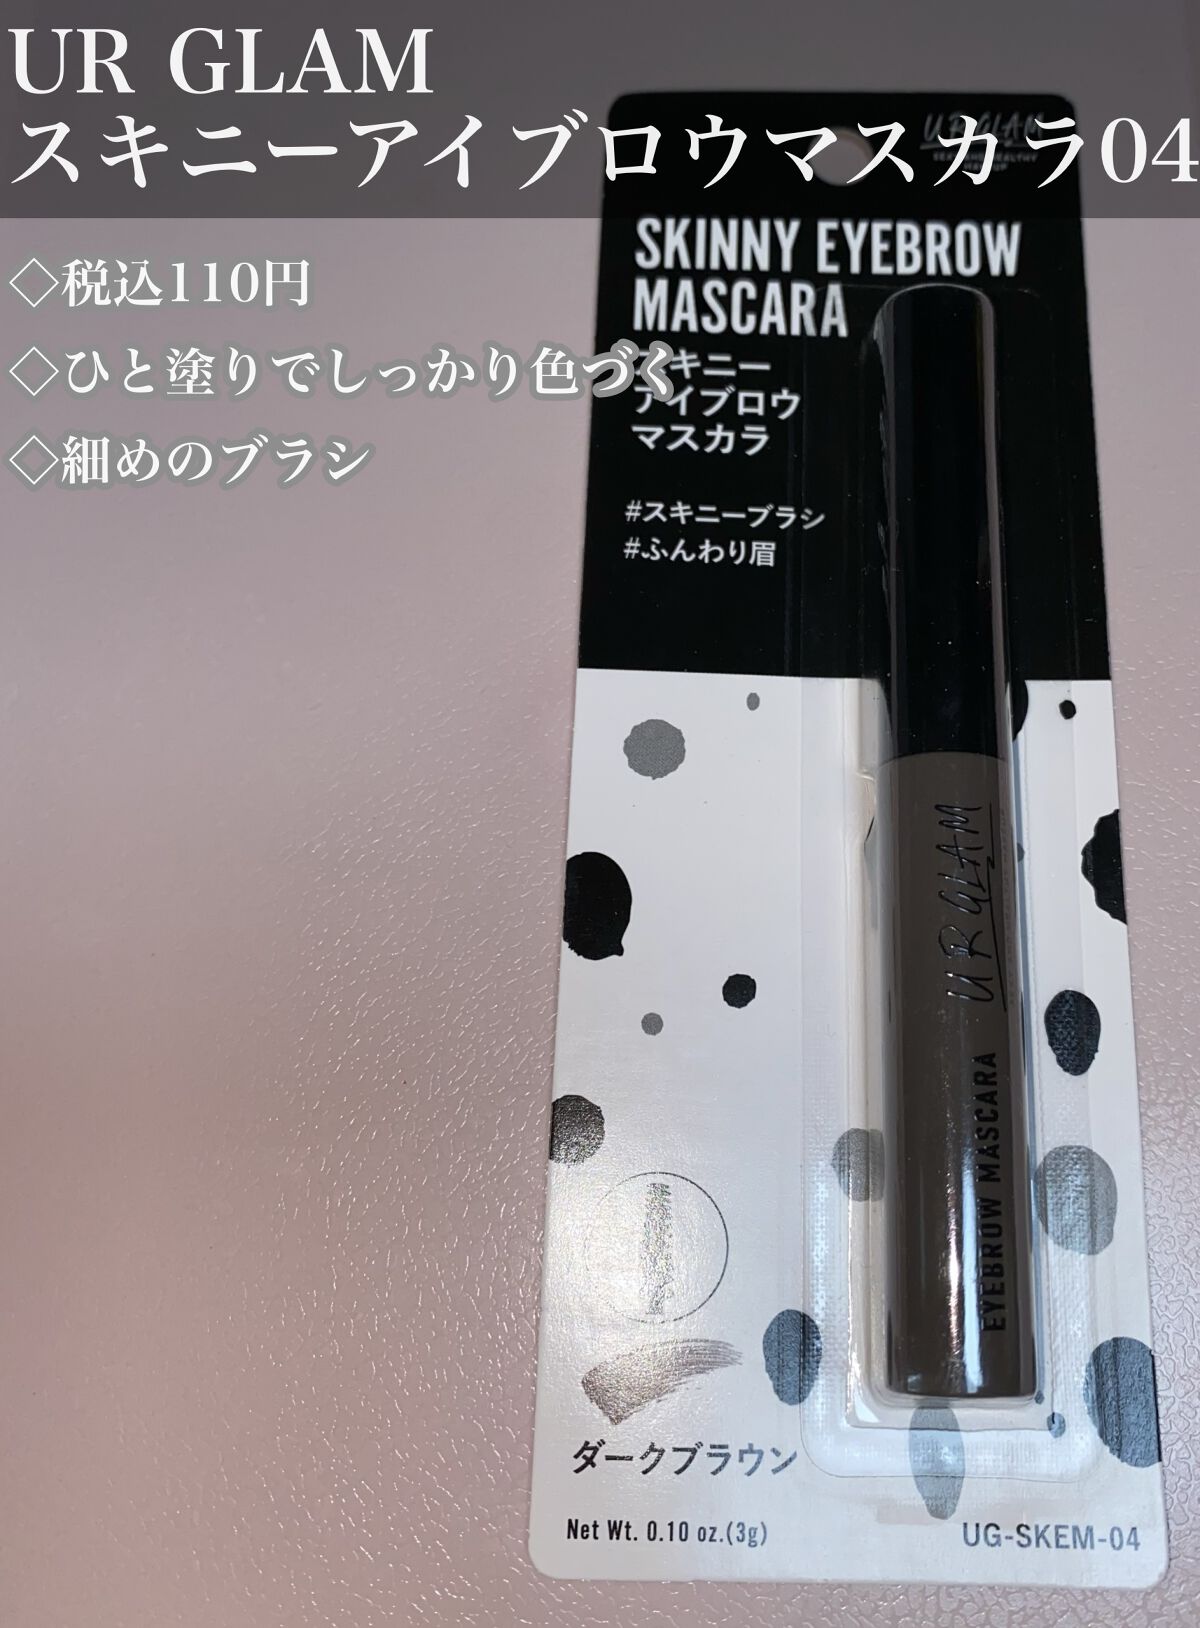 UR GLAM
スキニーアイブロウマスカラ04
◇税込110円
◇ひと塗りでしっかり色づく
◇細めのブラシ
UR GLAM
SKINNY EYEBROW
MASCARA
スキニー
アイブロウ
マスカラ
#スキニーブラシ
#ふんわり眉
UR GLAM
EYEBROW MASCARA
ダークブラウン
Net Wt. 0.10 oz.(3g)
UG-SKEM-04